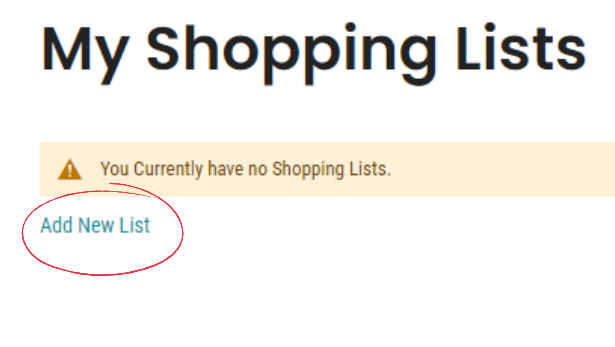 My Shopping Lists
You Currently have no Shopping Lists.
Add New List